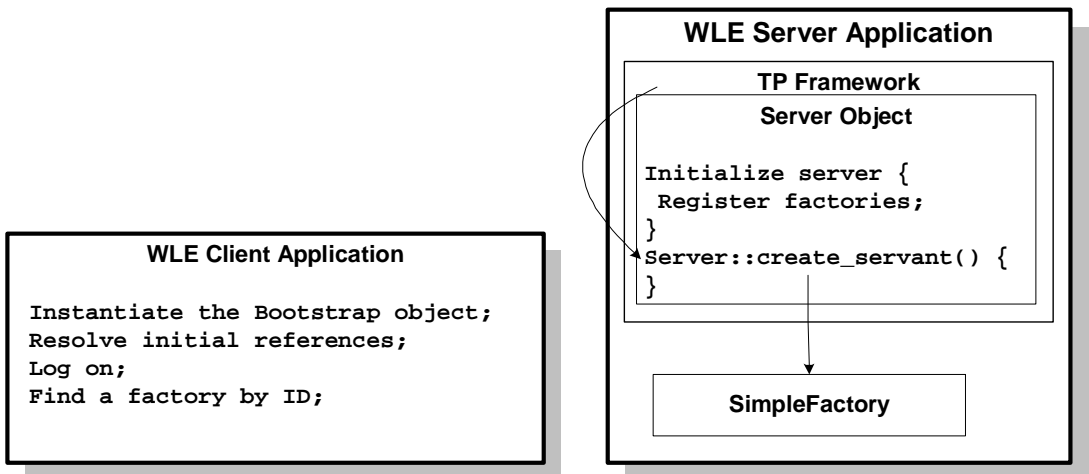 WLE Client Application
Instantiate the Bootstrap object;
Resolve initial references;
Log on;
Find a factory by ID;
WLE Server Application
TP Framework
Server Object
Initialize server {
Register factories;
}
Server::create_servant() {
}
SimpleFactory